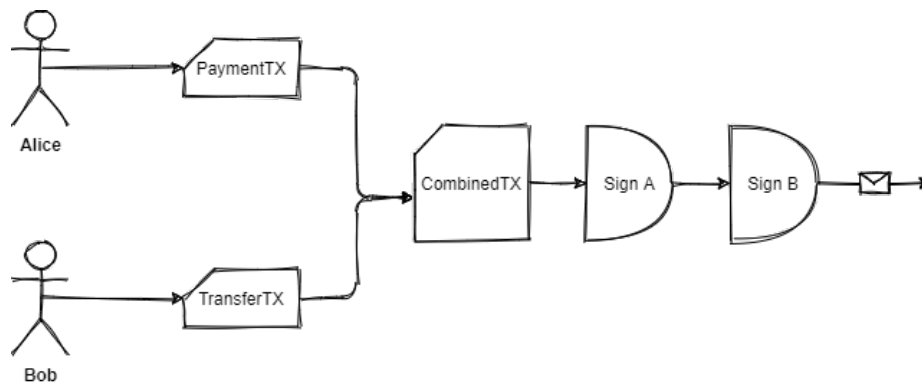 PaymentTX
Alice
CombinedTX
Sign A
Sign B
TransferTX
Bob